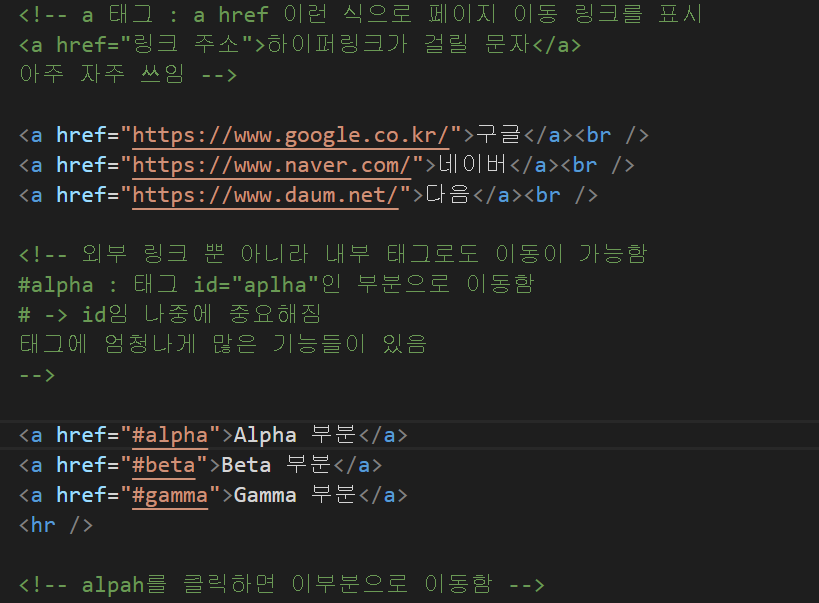 <!-- a 태그 : a href 이런 식으로 페이지 이동 링크를 표시
<a href="링크 주소">하이퍼링크가 걸릴 문자</a>
아주 자주 쓰임 -->
<a href="https://www.google.co.kr/">구글</a><br />
<a href="https://www.naver.com/">네이버</a><br />
<a href="https://www.daum.net/">다음</a><br />
<!-- 외부 링크 뿐 아니라 내부 태그로도 이동이 가능함
#alpha : 태그 id="aplha"인 부분으로 이동함
# -> id임 나중에 중요해짐
태그에 엄청나게 많은 기능들이 있음
-->
<a href="#alpha">Alpha 부분</a>
<a href="#beta">Beta 부분</a>
<a href="#gamma">Gamma 부분</a>
<hr />
<!-- alpah를 클릭하면 이부분으로 이동함 -->